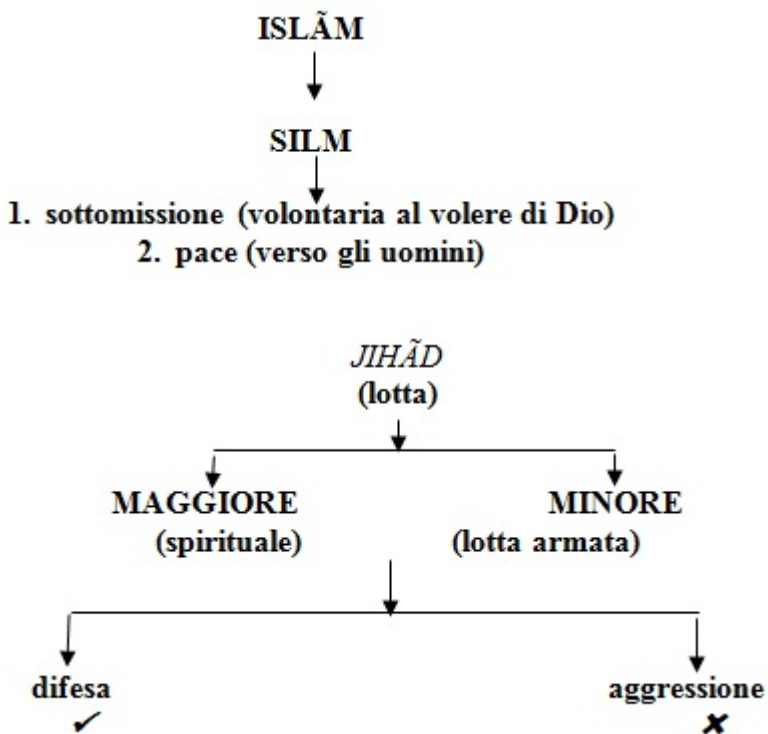 ISLÃM
SILM
1. sottomissione (volontaria al volere di Dio)
2. pace (verso gli uomini)
JIHÃD
(lotta)
MAGGIORE MINORE
(spirituale) (lotta armata)
difesa aggressione
✓ ✗